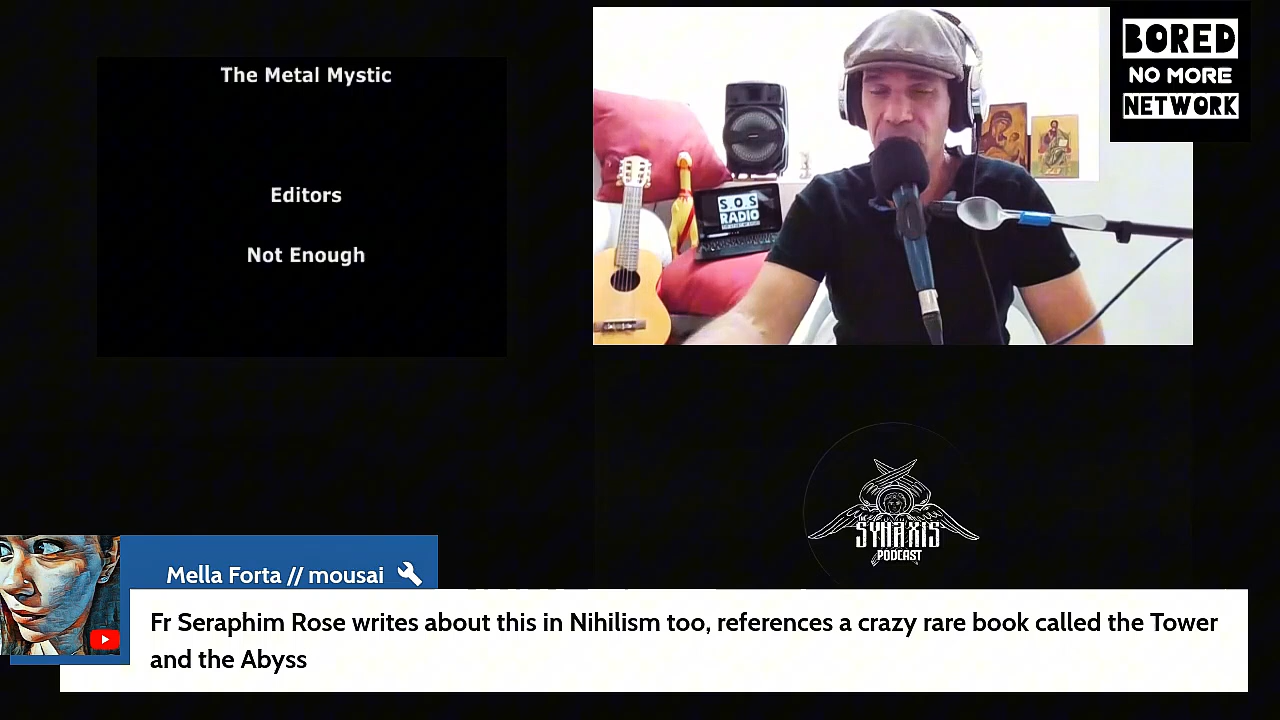 The Metal Mystic
Editors
Not Enough
BORED
NO MORE
NETWORK
S.O.S
RADIO
SYNAXIS
PODCAST
Mella Forta // mousai
Fr Seraphim Rose writes about this in Nihilism too, references a crazy rare book called the Tower
and the Abyss